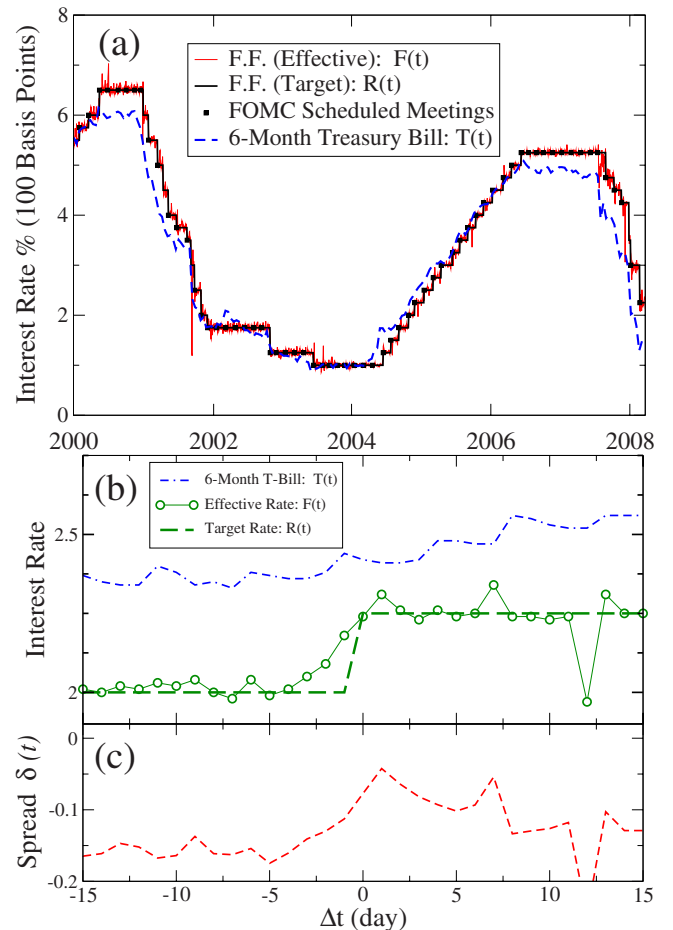 (a)
F.F. (Effective): F(t)
F.F. (Target): R(t)
FOMC Scheduled Meetings
6-Month Treasury Bill: T(t)
Interest Rate % (100 Basis Points)
8
6
4
2
0
2000 2002 2004 2006 2008
(b)
6-Month T-Bill: T(t)
Effective Rate: F(t)
Target Rate: R(t)
Interest Rate
2.5
2
(c)
Spread δ (t)
0
-0.1
-0.2
-15 -10 -5 0 5 10 15
Δt (day)